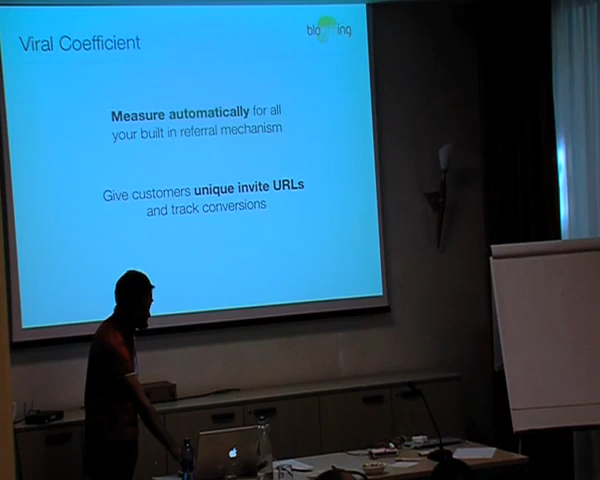 Viral Coefficient
blooming
Measure automatically for all
your built in referral mechanism
Give customers unique invite URLs
and track conversions